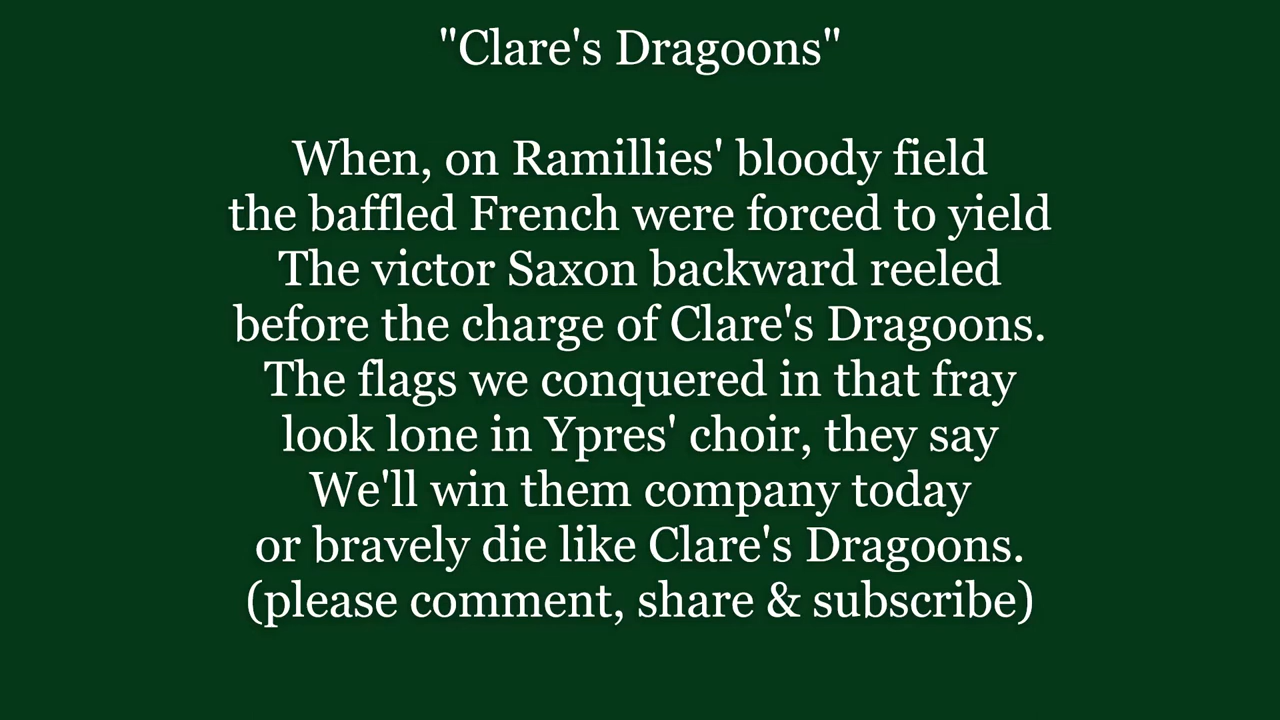 "Clare's Dragoons"
When, on Ramillies' bloody field
the baffled French were forced to yield
The victor Saxon backward reeled
before the charge of Clare's Dragoons.
The flags we conquered in that fray
look lone in Ypres' choir, they say
We'll win them company today
or bravely die like Clare's Dragoons.
(please comment, share & subscribe)